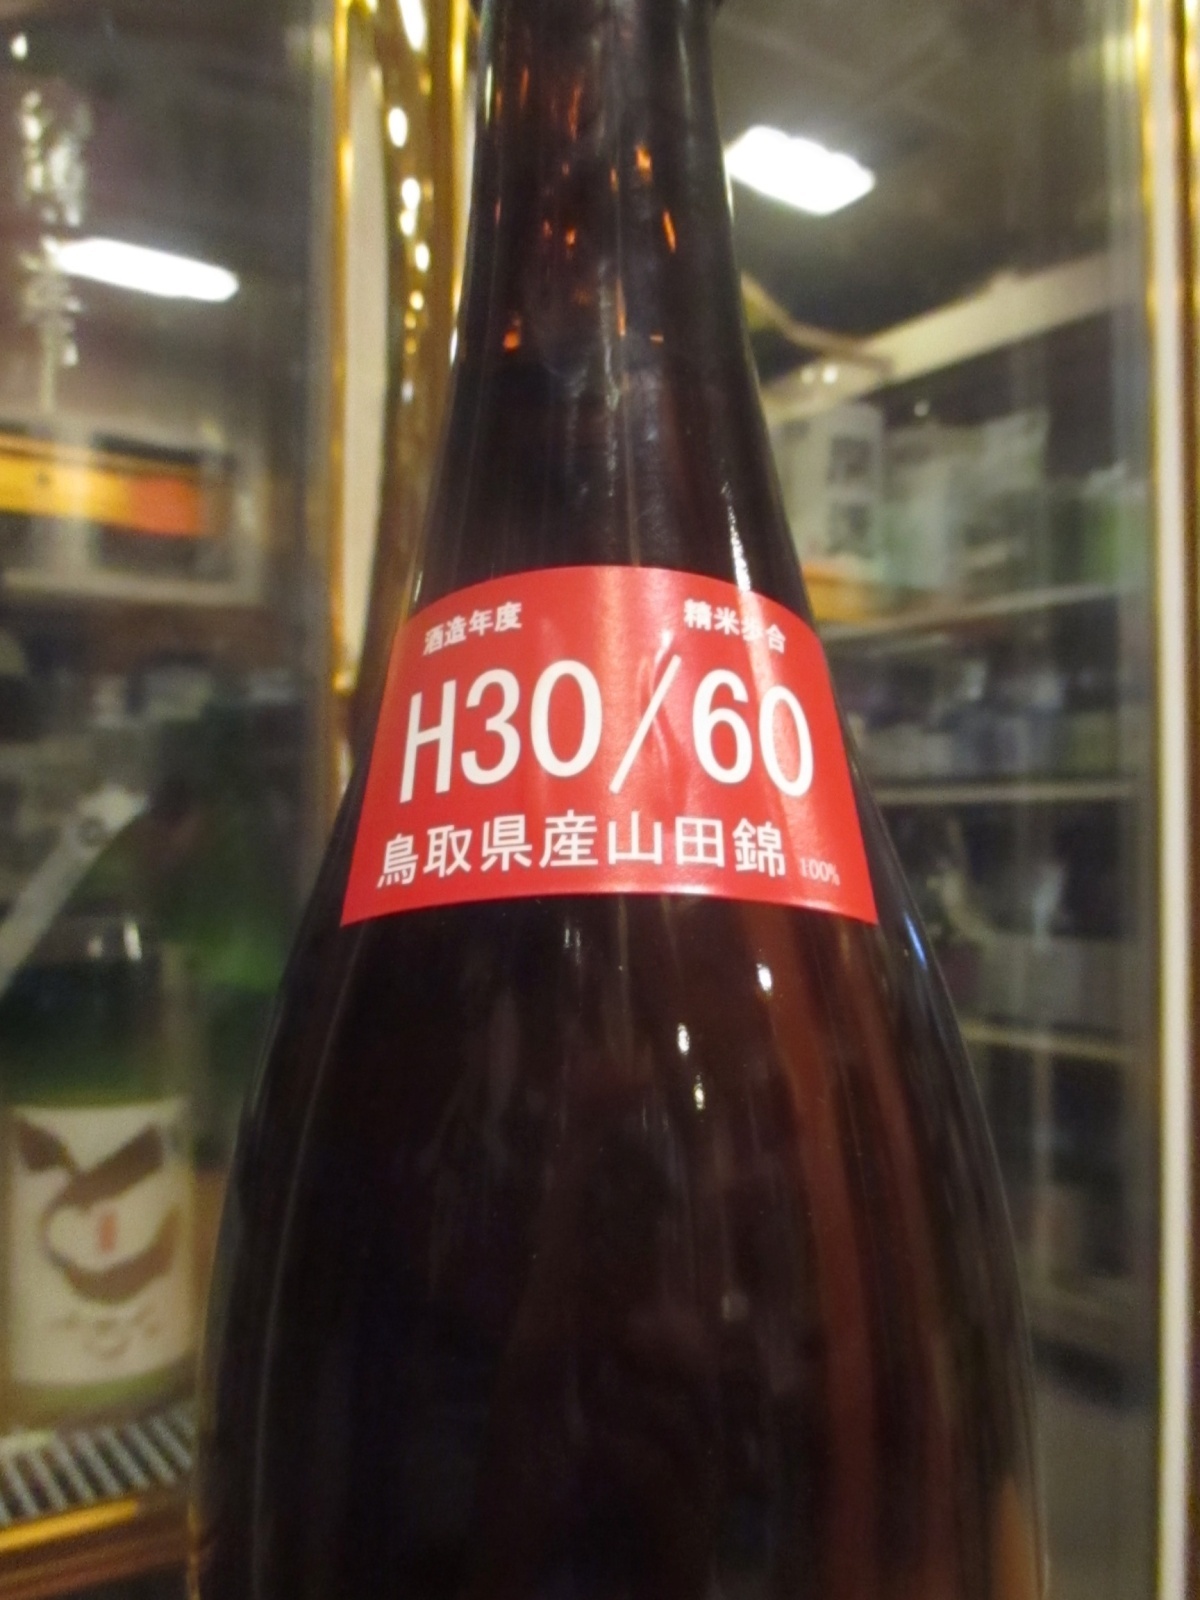 酒造年度 精米歩合
H30/60
鳥取県産山田錦 100%